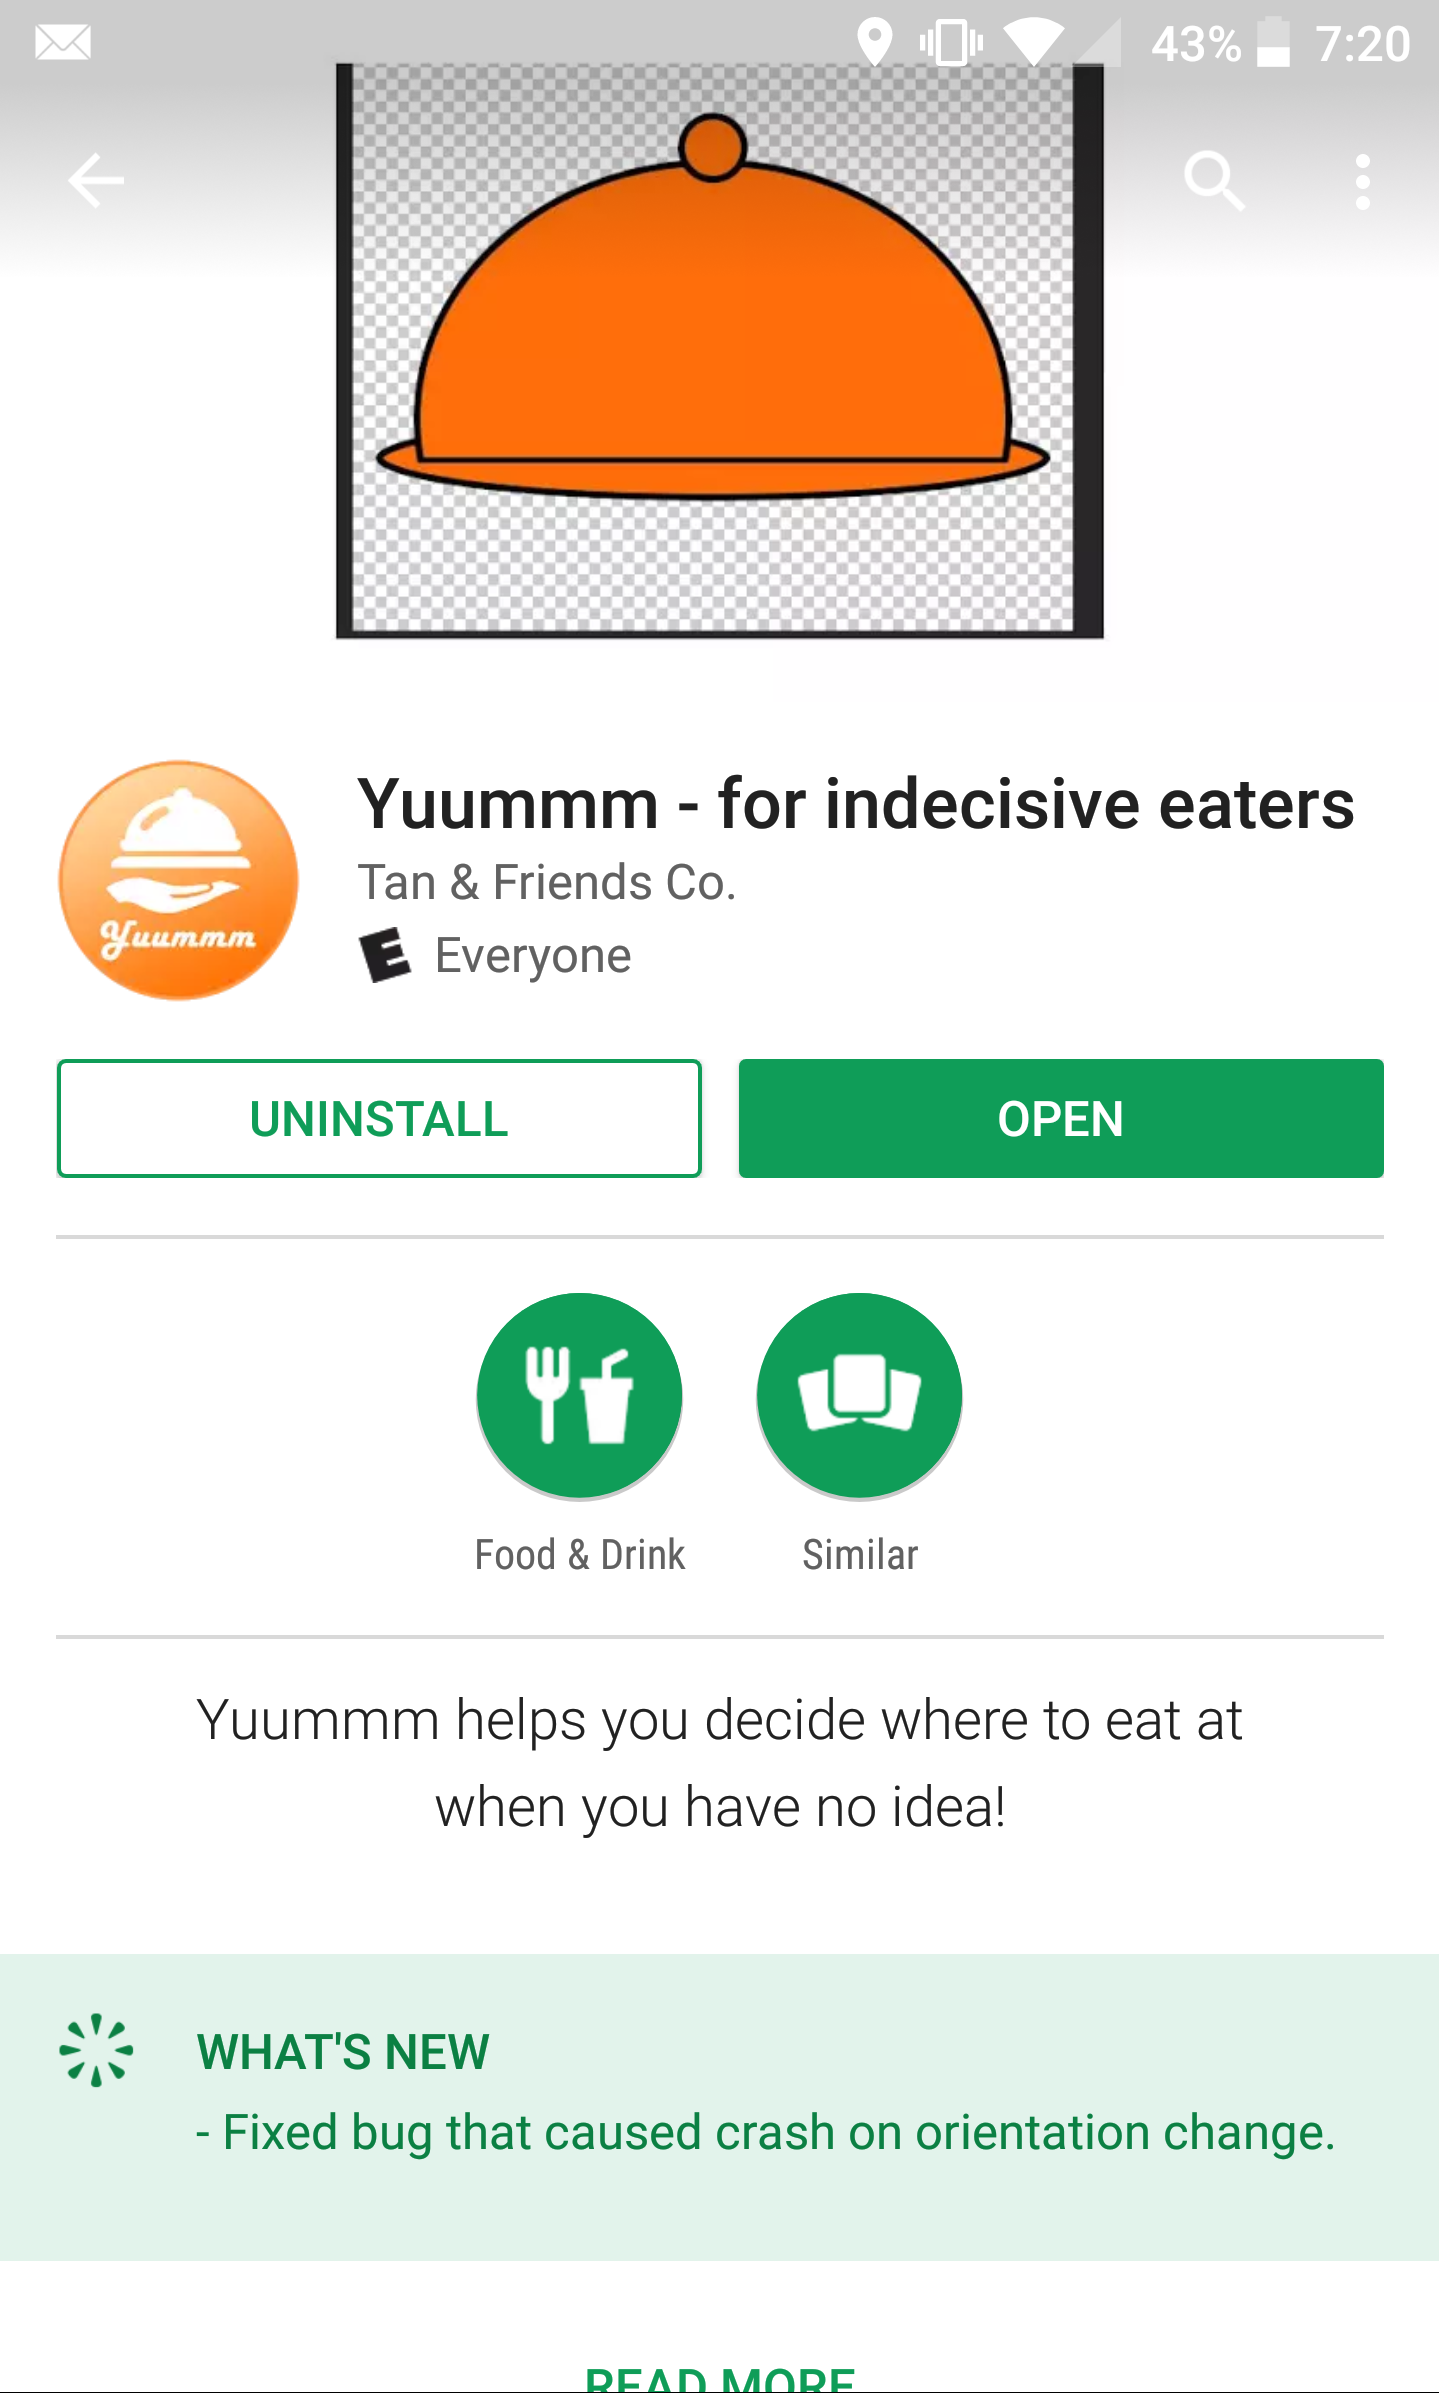 43% 7:20
Yuummm - for indecisive eaters
Tan & Friends Co.
E Everyone
Yuummm
UNINSTALL
OPEN
Food & Drink
Similar
Yuummm helps you decide where to eat at
when you have no idea!
WHAT'S NEW
- Fixed bug that caused crash on orientation change.
READ MORE